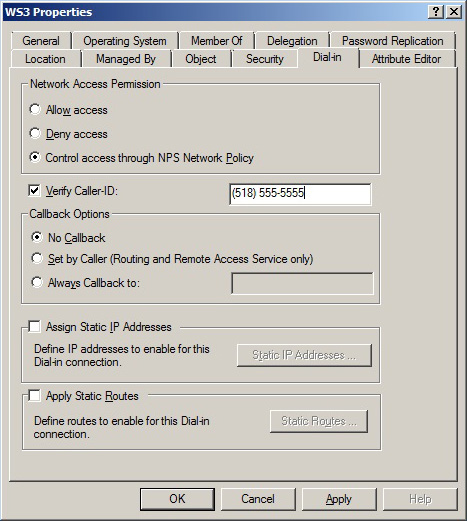 WS3 Properties
General Operating System Member Of Delegation Password Replication
Location Managed By Object Security Dial-in Attribute Editor
Network Access Permission
Allow access
Deny access
Control access through NPS Network Policy
Verify Caller-ID: (518) 555-5555
Callback Options
No Callback
Set by Caller (Routing and Remote Access Service only)
Always Callback to:
Assign Static IP Addresses
Define IP addresses to enable for this
Dial-in connection.
Static IP Addresses ...
Apply Static Routes
Define routes to enable for this Dial-in
connection.
Static Routes ...
OK Cancel Apply Help